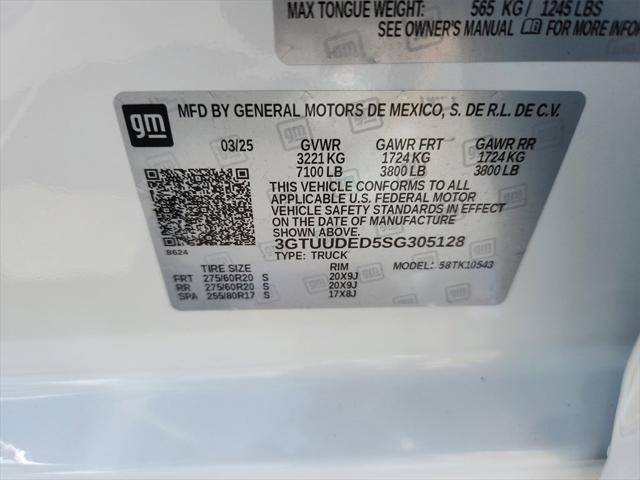 MAX TONGUE WEIGHT: 565 KG / 1245 LBS
SEE OWNER'S MANUAL FOR MORE INFOR
gm
MFD BY GENERAL MOTORS DE MEXICO, S. DE R.L. DE C.V.
03/25 GVWR GAWR FRT GAWR RR
3221 KG 1724 KG 1724 KG
7100 LB 3800 LB 3800 LB
THIS VEHICLE CONFORMS TO ALL
APPLICABLE U.S. FEDERAL MOTOR
VEHICLE SAFETY STANDARDS IN EFFECT
ON THE DATE OF MANUFACTURE
SHOWN ABOVE.
3GTUUDED5SG305128
8624
TYPE: TRUCK MODEL: 58TK10543
TIRE SIZE RIM
FRT 275/60R20 S 20X9J
RR 275/60R20 S 20X9J
SPA 255/80R17 S 17X8J